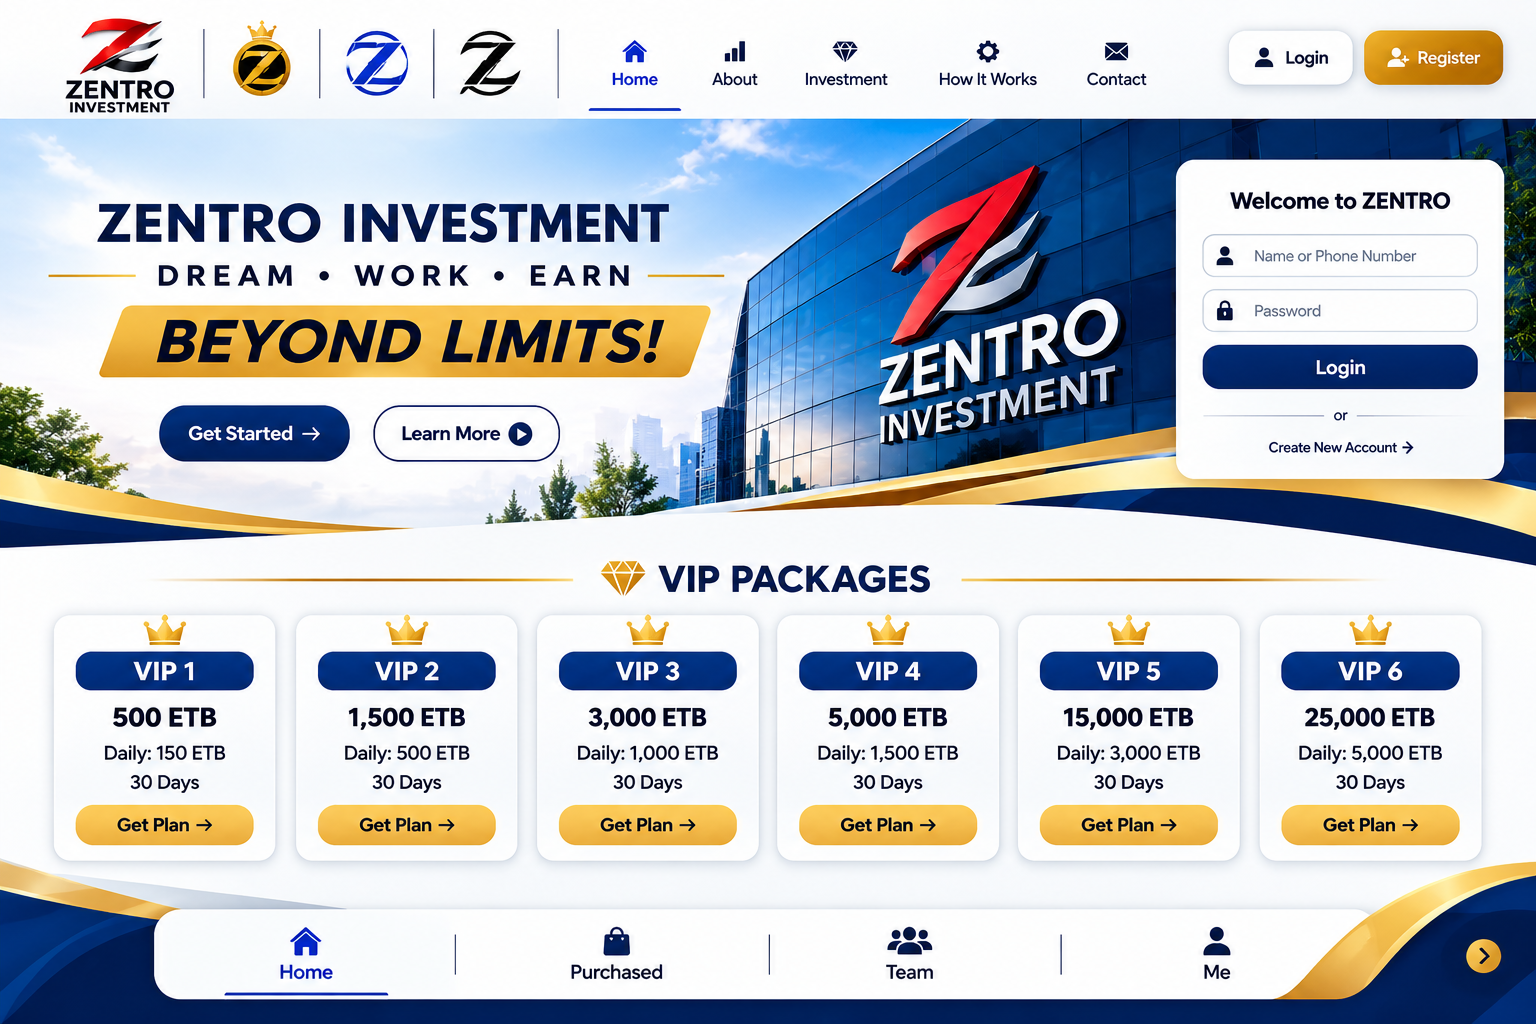 ZENTRO
INVESTMENT
Home
About
Investment
How It Works
Contact
Login
Register
ZENTRO INVESTMENT
DREAM • WORK • EARN
BEYOND LIMITS!
Get Started →
Learn More
ZENTRO
INVESTMENT
Welcome to ZENTRO
Name or Phone Number
Password
Login
or
Create New Account →
VIP PACKAGES
VIP 1
500 ETB
Daily: 150 ETB
30 Days
Get Plan →
VIP 2
1,500 ETB
Daily: 500 ETB
30 Days
Get Plan →
VIP 3
3,000 ETB
Daily: 1,000 ETB
30 Days
Get Plan →
VIP 4
5,000 ETB
Daily: 1,500 ETB
30 Days
Get Plan →
VIP 5
15,000 ETB
Daily: 3,000 ETB
30 Days
Get Plan →
VIP 6
25,000 ETB
Daily: 5,000 ETB
30 Days
Get Plan →
Home
Purchased
Team
Me